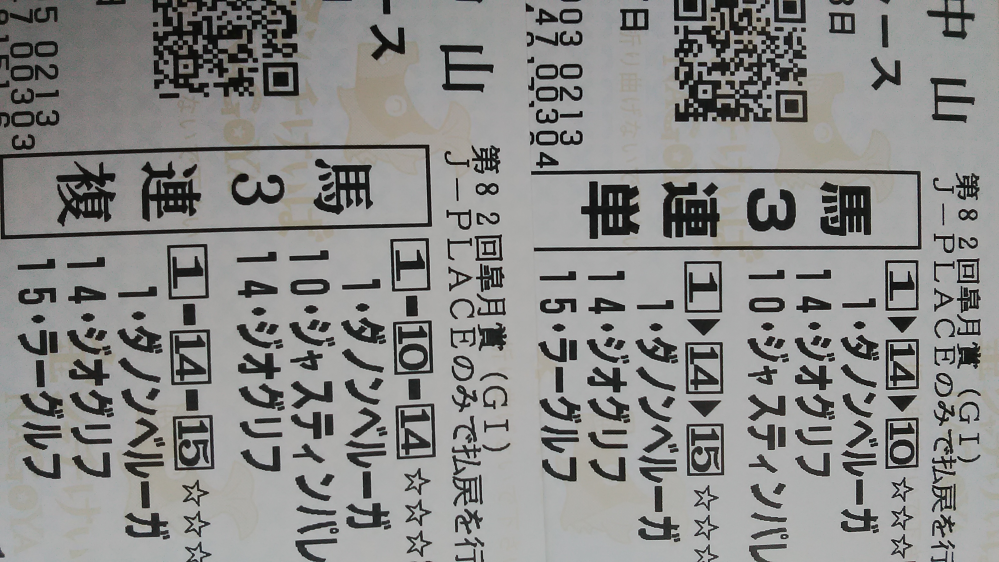 中山
ース
日
003 0213
47 00304
第82回皐月賞(GI)
J-PLACEのみで払戻を行
馬3連単
1▶14▶10 ☆☆☆
1・ダノンベルーガ
14・ジオグリフ
10・ジャスティンパレ
1▶14▶15 ☆☆☆
1・ダノンベルーガ
14・ジオグリフ
15・ラーグルフ
山
ース
5 0213
7 00303
第82回皐月賞(GI)
J-PLACEのみで払戻を行
馬3連複
1-10-14 ☆☆☆
1・ダノンベルーガ
10・ジャスティンパレ
14・ジオグリフ
1-14-15 ☆☆☆
1・ダノンベルーガ
14・ジオグリフ
15・ラーグルフ